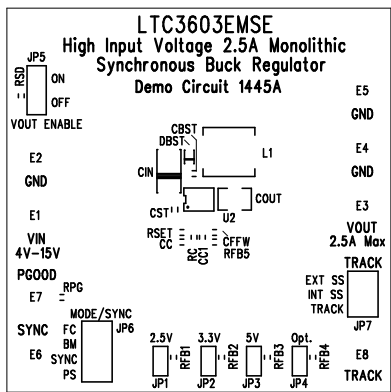 LTC3603EMSE
High Input Voltage 2.5A Monolithic
Synchronous Buck Regulator
Demo Circuit 1445A
JP5
RSD
ON
OFF
VOUT ENABLE
E5
GND
CBST
DBST
L1
E2
GND
CIN
E4
GND
COUT
E1
CST
U2
E3
VIN
4V-15V
RSET
CC
RC
CC1
CFFW
RFB5
VOUT
2.5A Max
PGOOD
TRACK
E7
RPG
EXT SS
INT SS
TRACK
JP7
MODE/SYNC
SYNC
FC
BM
SYNC
PS
JP6
E6
2.5V
3.3V
5V
Opt.
RFB1
RFB2
RFB3
RFB4
JP1
JP2
JP3
JP4
E8
TRACK